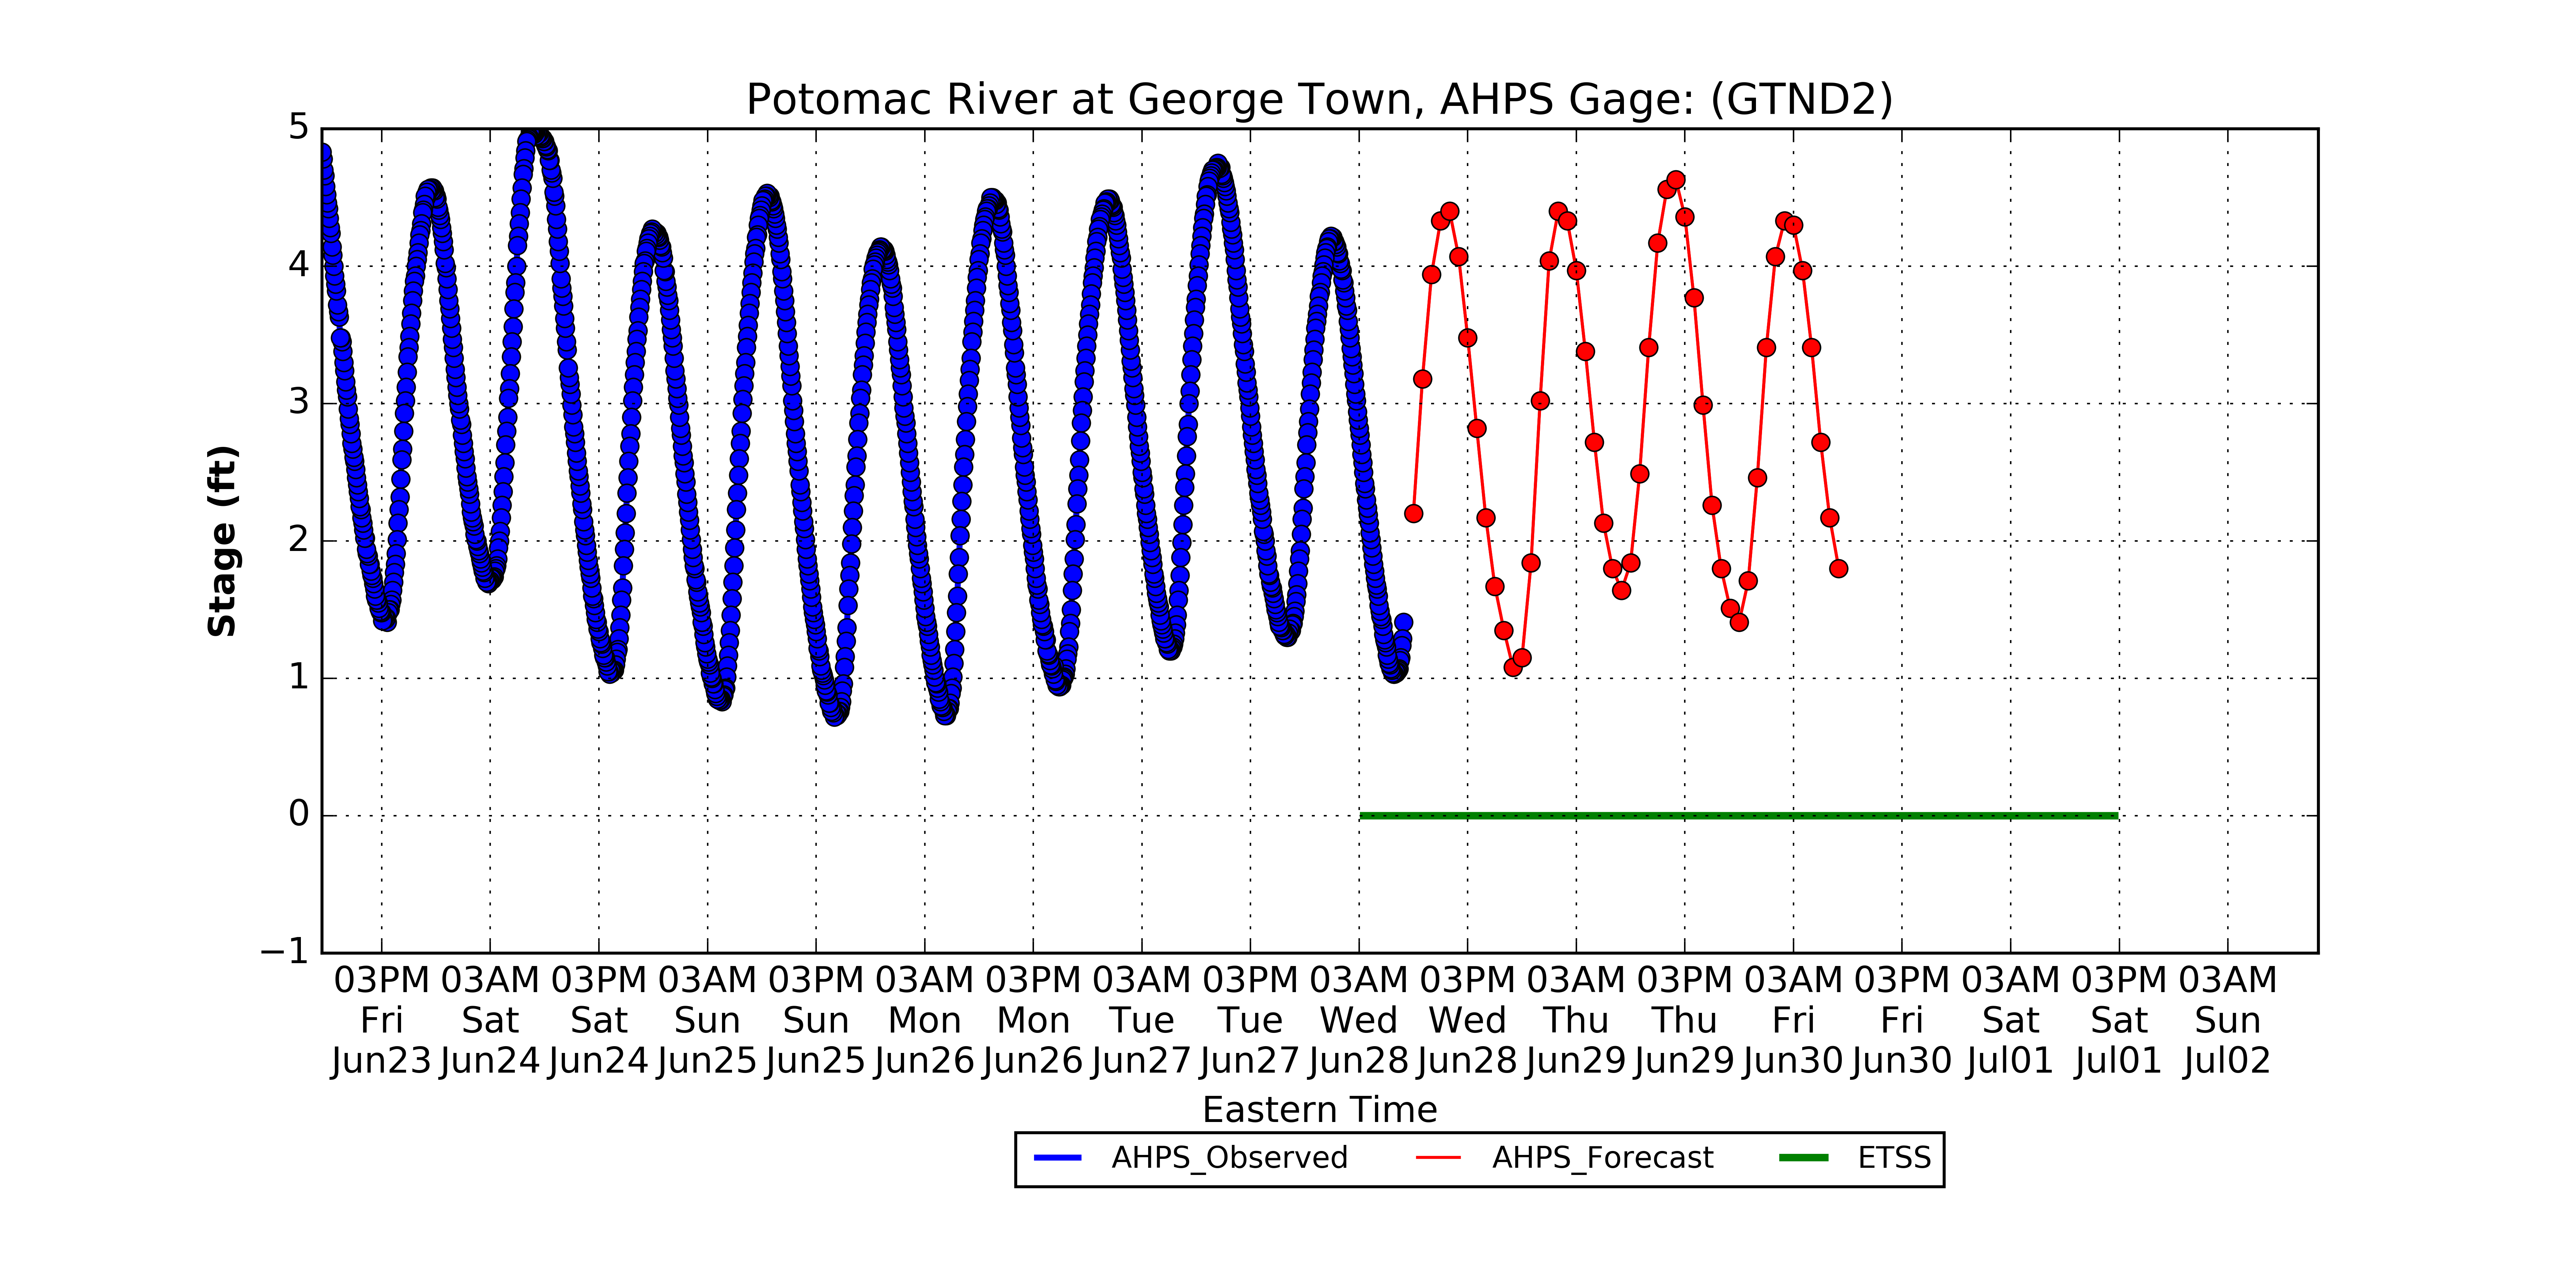 Potomac River at George Town, AHPS Gage: (GTND2)
5
4
3
2
1
0
−1
Stage (ft)
03PM 03AM 03PM 03AM 03PM 03AM 03PM 03AM 03PM 03AM 03PM 03AM 03PM 03AM 03PM 03AM 03PM 03AM
Fri Sat Sat Sun Sun Mon Mon Tue Tue Wed Wed Thu Thu Fri Fri Sat Sat Sun
Jun23 Jun24 Jun24 Jun25 Jun25 Jun26 Jun26 Jun27 Jun27 Jun28 Jun28 Jun29 Jun29 Jun30 Jun30 Jul01 Jul01 Jul02
Eastern Time
AHPS_Observed AHPS_Forecast ETSS